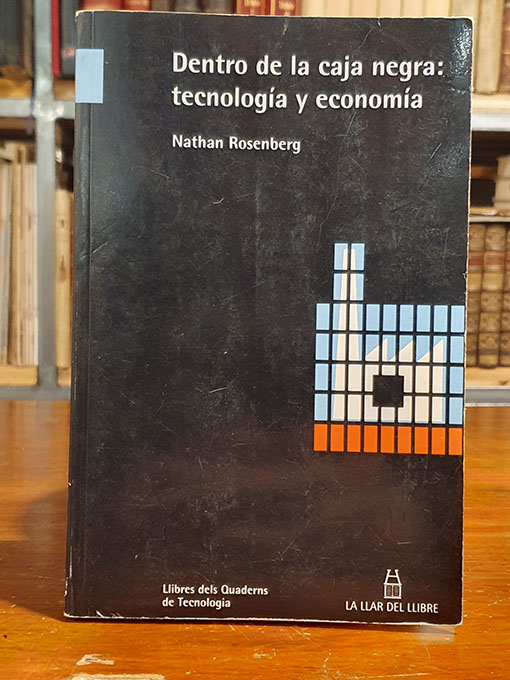 Dentro de la caja negra:
tecnología y economía
Nathan Rosenberg
Llibres dels Quaderns
de Tecnologia
LA LLAR DEL LLIBRE